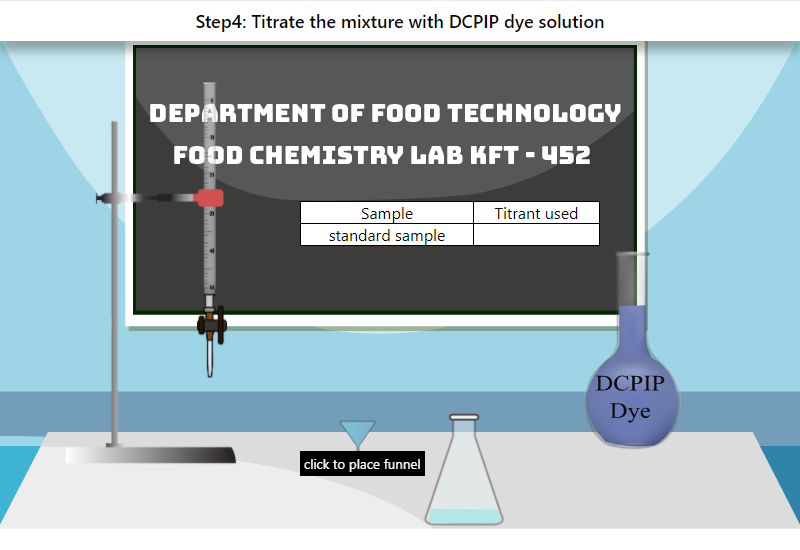 Step4: Titrate the mixture with DCPIP dye solution
DEPARTMENT OF FOOD TECHNOLOGY
FOOD CHEMISTRY LAB KFT - 452
Sample Titrant used
standard sample
DCPIP
Dye
click to place funnel